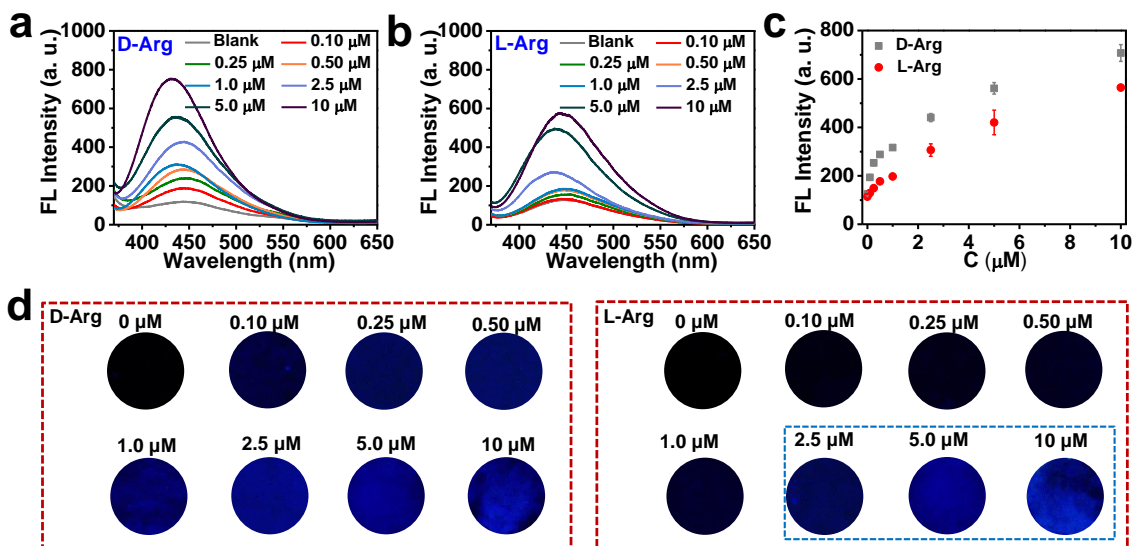 a
D-Arg
Blank 0.10 µM
0.25 µM 0.50 µM
1.0 µM 2.5 µM
5.0 µM 10 µM
FL Intensity (a. u.)
1000
800
600
400
200
0
400 450 500 550 600 650
Wavelength (nm)
b
L-Arg
Blank 0.10 µM
0.25 µM 0.50 µM
1.0 µM 2.5 µM
5.0 µM 10 µM
FL Intensity (a. u.)
1000
800
600
400
200
0
400 450 500 550 600 650
Wavelength (nm)
c
D-Arg
L-Arg
FL Intensity (a. u.)
800
600
400
200
0
0 2 4 6 8 10
C (µM)
d
D-Arg
0 µM 0.10 µM 0.25 µM 0.50 µM
1.0 µM 2.5 µM 5.0 µM 10 µM
L-Arg
0 µM 0.10 µM 0.25 µM 0.50 µM
1.0 µM 2.5 µM 5.0 µM 10 µM